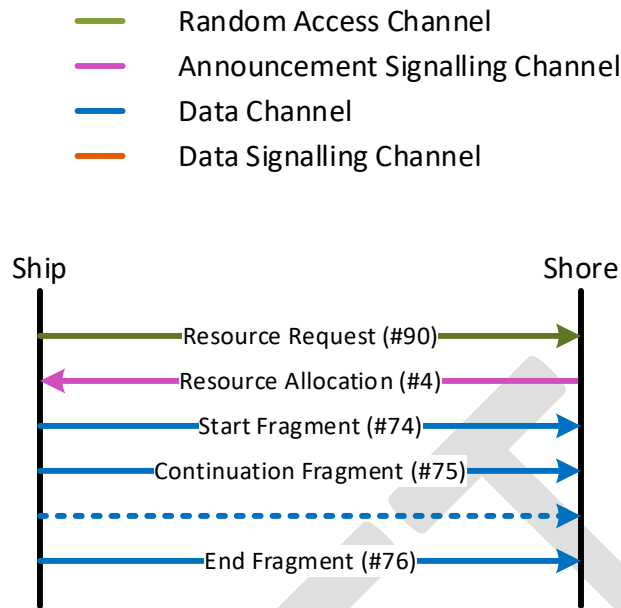 Random Access Channel
Announcement Signalling Channel
Data Channel
Data Signalling Channel
Ship Shore
Resource Request (#90)
Resource Allocation (#4)
Start Fragment (#74)
Continuation Fragment (#75)
End Fragment (#76)